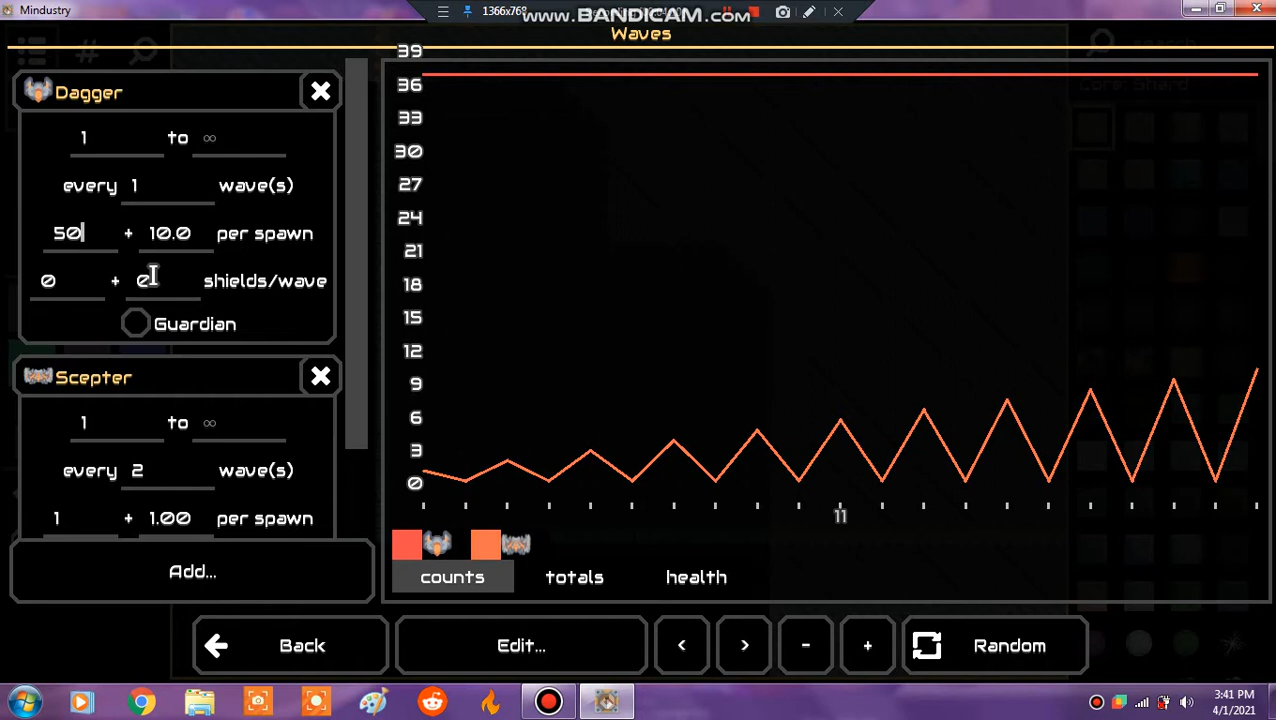 Mindustry
1366x768
www.BANDICAM.com
Waves
Dagger
1 to ∞
every 1 wave(s)
50 + 10.0 per spawn
0 + 0 shields/wave
Guardian
Scepter
1 to ∞
every 2 wave(s)
1 + 1.00 per spawn
Add...
39
36
33
30
27
24
21
18
15
12
9
6
3
0
11
counts totals health
Back Edit... < > - + Random
3:41 PM
4/1/2021